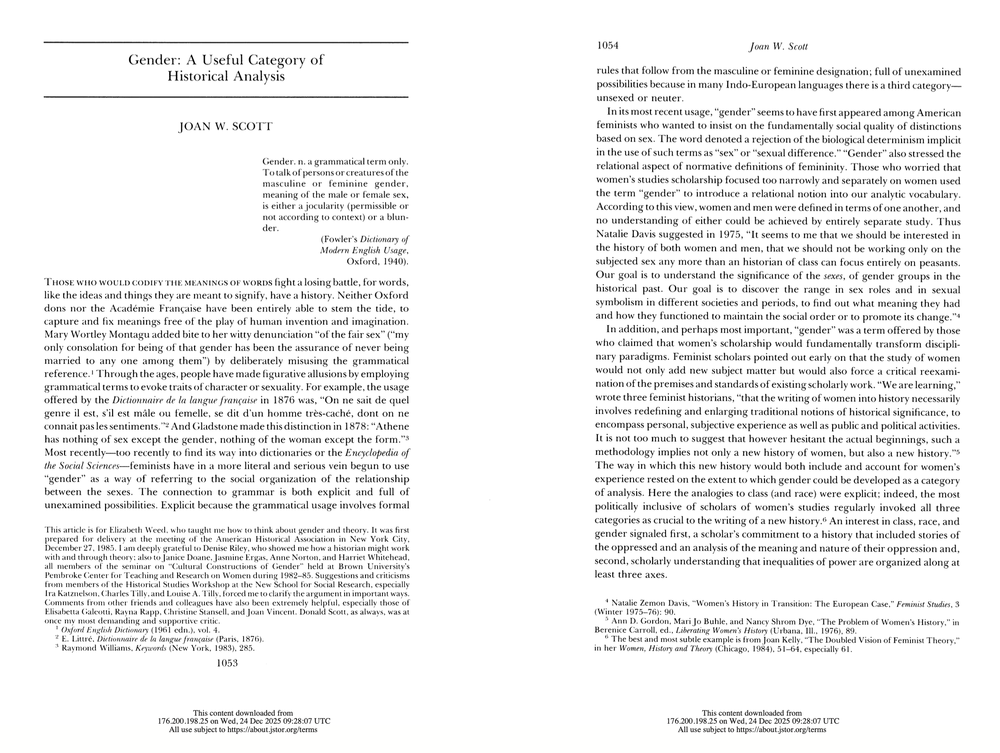 Gender: A Useful Category of
Historical Analysis
JOAN W. SCOTT
Gender. n. a grammatical term only.
To talk of persons or creatures of the
masculine or feminine gender,
meaning of the male or female sex,
is either a jocularity (permissible or
not according to context) or a blun-
der.
(Fowler's Dictionary of
Modern English Usage,
Oxford, 1940).
THOSE WHO WOULD CODIFY THE MEANINGS OF WORDS fight a losing battle, for words,
like the ideas and things they are meant to signify, have a history. Neither Oxford
dons nor the Académie Française have been entirely able to stem the tide, to
capture and fix meanings free of the play of human invention and imagination.
Mary Wortley Montagu added bite to her witty denunciation “of the fair sex” (“my
only consolation for being of that gender has been the assurance of never being
married to any one among them”) by deliberately misusing the grammatical
reference.¹ Through the ages, people have made figurative allusions by employing
grammatical terms to evoke traits of character or sexuality. For example, the usage
offered by the Dictionnaire de la langue française in 1876 was, “On ne sait de quel
genre il est, s'il est mâle ou femelle, se dit d'un homme très-caché, dont on ne
connait pas les sentiments.”² And Gladstone made this distinction in 1878: “Athene
has nothing of sex except the gender, nothing of the woman except the form.”³
Most recently—too recently to find its way into dictionaries or the Encyclopedia of
the Social Sciences—feminists have in a more literal and serious vein begun to use
“gender” as a way of referring to the social organization of the relationship
between the sexes. The connection to grammar is both explicit and full of
unexamined possibilities. Explicit because the grammatical usage involves formal
This article is for Elizabeth Weed, who taught me how to think about gender and theory. It was first
prepared for delivery at the meeting of the American Historical Association in New York City,
December 27, 1985. I am deeply grateful to Denise Riley, who showed me how a historian might work
with and through theory; also to Janice Doane, Jasmine Ergas, Anne Norton, and Harriet Whitehead,
all members of the seminar on “Cultural Constructions of Gender” held at Brown University's
Pembroke Center for Teaching and Research on Women during 1982–85. Suggestions and criticisms
from members of the Historical Studies Workshop at the New School for Social Research, especially
Ira Katznelson, Charles Tilly, and Louise A. Tilly, forced me to clarify the argument in important ways.
Comments from other friends and colleagues have also been extremely helpful, especially those of
Elisabetta Galeotti, Rayna Rapp, Christine Stansell, and Joan Vincent. Donald Scott, as always, was at
once my most demanding and supportive critic.
¹ Oxford English Dictionary (1961 edn.), vol. 4.
² E. Littré, Dictionnaire de la langue française (Paris, 1876).
³ Raymond Williams, Keywords (New York, 1983), 285.
1053
This content downloaded from
176.200.198.25 on Wed, 24 Dec 2025 09:28:07 UTC
All use subject to https://about.jstor.org/terms
1054 Joan W. Scott
rules that follow from the masculine or feminine designation; full of unexamined
possibilities because in many Indo-European languages there is a third category—
unsexed or neuter.
In its most recent usage, “gender” seems to have first appeared among American
feminists who wanted to insist on the fundamentally social quality of distinctions
based on sex. The word denoted a rejection of the biological determinism implicit
in the use of such terms as “sex” or “sexual difference.” “Gender” also stressed the
relational aspect of normative definitions of femininity. Those who worried that
women's studies scholarship focused too narrowly and separately on women used
the term “gender” to introduce a relational notion into our analytic vocabulary.
According to this view, women and men were defined in terms of one another, and
no understanding of either could be achieved by entirely separate study. Thus
Natalie Davis suggested in 1975, “It seems to me that we should be interested in
the history of both women and men, that we should not be working only on the
subjected sex any more than an historian of class can focus entirely on peasants.
Our goal is to understand the significance of the sexes, of gender groups in the
historical past. Our goal is to discover the range in sex roles and in sexual
symbolism in different societies and periods, to find out what meaning they had
and how they functioned to maintain the social order or to promote its change.”⁴
In addition, and perhaps most important, “gender” was a term offered by those
who claimed that women's scholarship would fundamentally transform discipli-
nary paradigms. Feminist scholars pointed out early on that the study of women
would not only add new subject matter but would also force a critical reexami-
nation of the premises and standards of existing scholarly work. “We are learning,”
wrote three feminist historians, “that the writing of women into history necessarily
involves redefining and enlarging traditional notions of historical significance, to
encompass personal, subjective experience as well as public and political activities.
It is not too much to suggest that however hesitant the actual beginnings, such a
methodology implies not only a new history of women, but also a new history.”⁵
The way in which this new history would both include and account for women's
experience rested on the extent to which gender could be developed as a category
of analysis. Here the analogies to class (and race) were explicit; indeed, the most
politically inclusive of scholars of women's studies regularly invoked all three
categories as crucial to the writing of a new history.⁶ An interest in class, race, and
gender signaled first, a scholar's commitment to a history that included stories of
the oppressed and an analysis of the meaning and nature of their oppression and,
second, scholarly understanding that inequalities of power are organized along at
least three axes.
⁴ Natalie Zemon Davis, “Women's History in Transition: The European Case,” Feminist Studies, 3
(Winter 1975–76): 90.
⁵ Ann D. Gordon, Mari Jo Buhle, and Nancy Shrom Dye, “The Problem of Women's History,” in
Berenice Carroll, ed., Liberating Women's History (Urbana, Ill., 1976), 89.
⁶ The best and most subtle example is from Joan Kelly, “The Doubled Vision of Feminist Theory,”
in her Women, History and Theory (Chicago, 1984), 51–64, especially 61.
This content downloaded from
176.200.198.25 on Wed, 24 Dec 2025 09:28:07 UTC
All use subject to https://about.jstor.org/terms